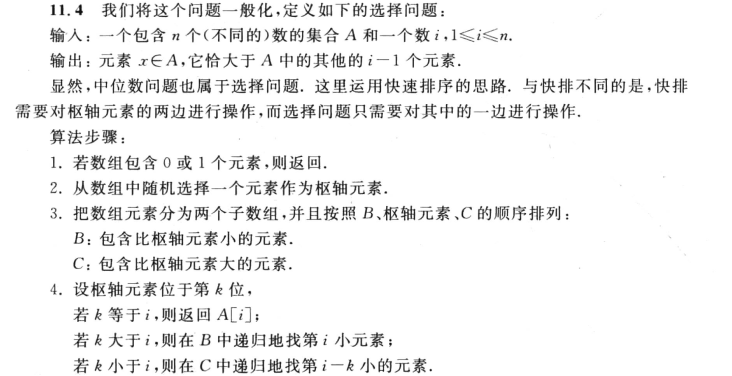 11.4 我们将这个问题一般化,定义如下的选择问题:
输入:一个包含 n 个(不同的)数的集合 A 和一个数 i,1≤i≤n.
输出:元素 x∈A,它恰大于 A 中的其他的 i-1 个元素.
显然,中位数问题也属于选择问题. 这里运用快速排序的思路. 与快排不同的是,快排
需要对枢轴元素的两边进行操作,而选择问题只需要对其中的一边进行操作.
算法步骤:
1. 若数组包含 0 或 1 个元素,则返回.
2. 从数组中随机选择一个元素作为枢轴元素.
3. 把数组元素分为两个子数组,并且按照 B、枢轴元素、C 的顺序排列:
B:包含比枢轴元素小的元素.
C:包含比枢轴元素大的元素.
4. 设枢轴元素位于第 k 位,
若 k 等于 i,则返回 A[i];
若 k 大于 i,则在 B 中递归地找第 i 小元素;
若 k 小于 i,则在 C 中递归地找第 i-k 小的元素.